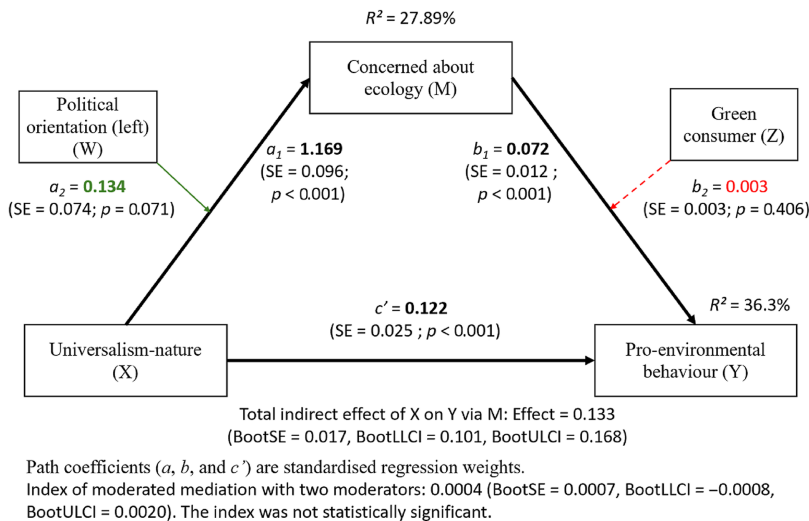 R² = 27.89%
Concerned about
ecology (M)
Political
orientation (left)
(W)
Green
consumer (Z)
a₁ = 1.169
(SE = 0.096;
p < 0.001)
b₁ = 0.072
(SE = 0.012 ;
p < 0.001)
a₂ = 0.134
(SE = 0.074; p = 0.071)
b₂ = 0.003
(SE = 0.003; p = 0.406)
c’ = 0.122
(SE = 0.025 ; p < 0.001)
R² = 36.3%
Universalism-nature
(X)
Pro-environmental
behaviour (Y)
Total indirect effect of X on Y via M: Effect = 0.133
(BootSE = 0.017, BootLLCI = 0.101, BootULCI = 0.168)
Path coefficients (a, b, and c’) are standardised regression weights.
Index of moderated mediation with two moderators: 0.0004 (BootSE = 0.0007, BootLLCI = −0.0008,
BootULCI = 0.0020). The index was not statistically significant.